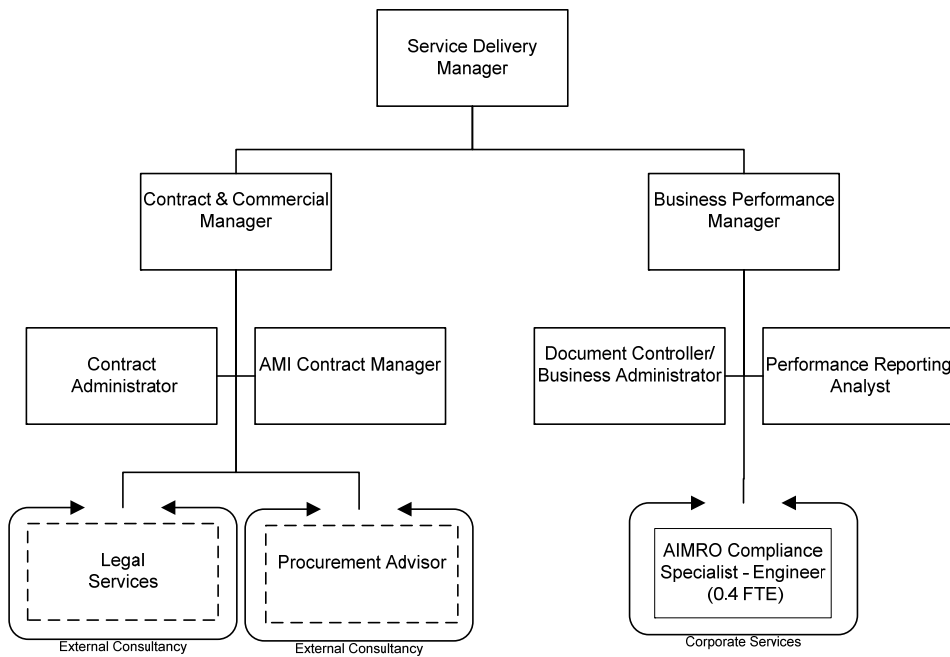 Service Delivery
Manager
Contract & Commercial
Manager
Business Performance
Manager
Contract
Administrator
AMI Contract Manager
Document Controller/
Business Administrator
Performance Reporting
Analyst
Legal
Services
External Consultancy
Procurement Advisor
External Consultancy
AIMRO Compliance
Specialist - Engineer
(0.4 FTE)
Corporate Services